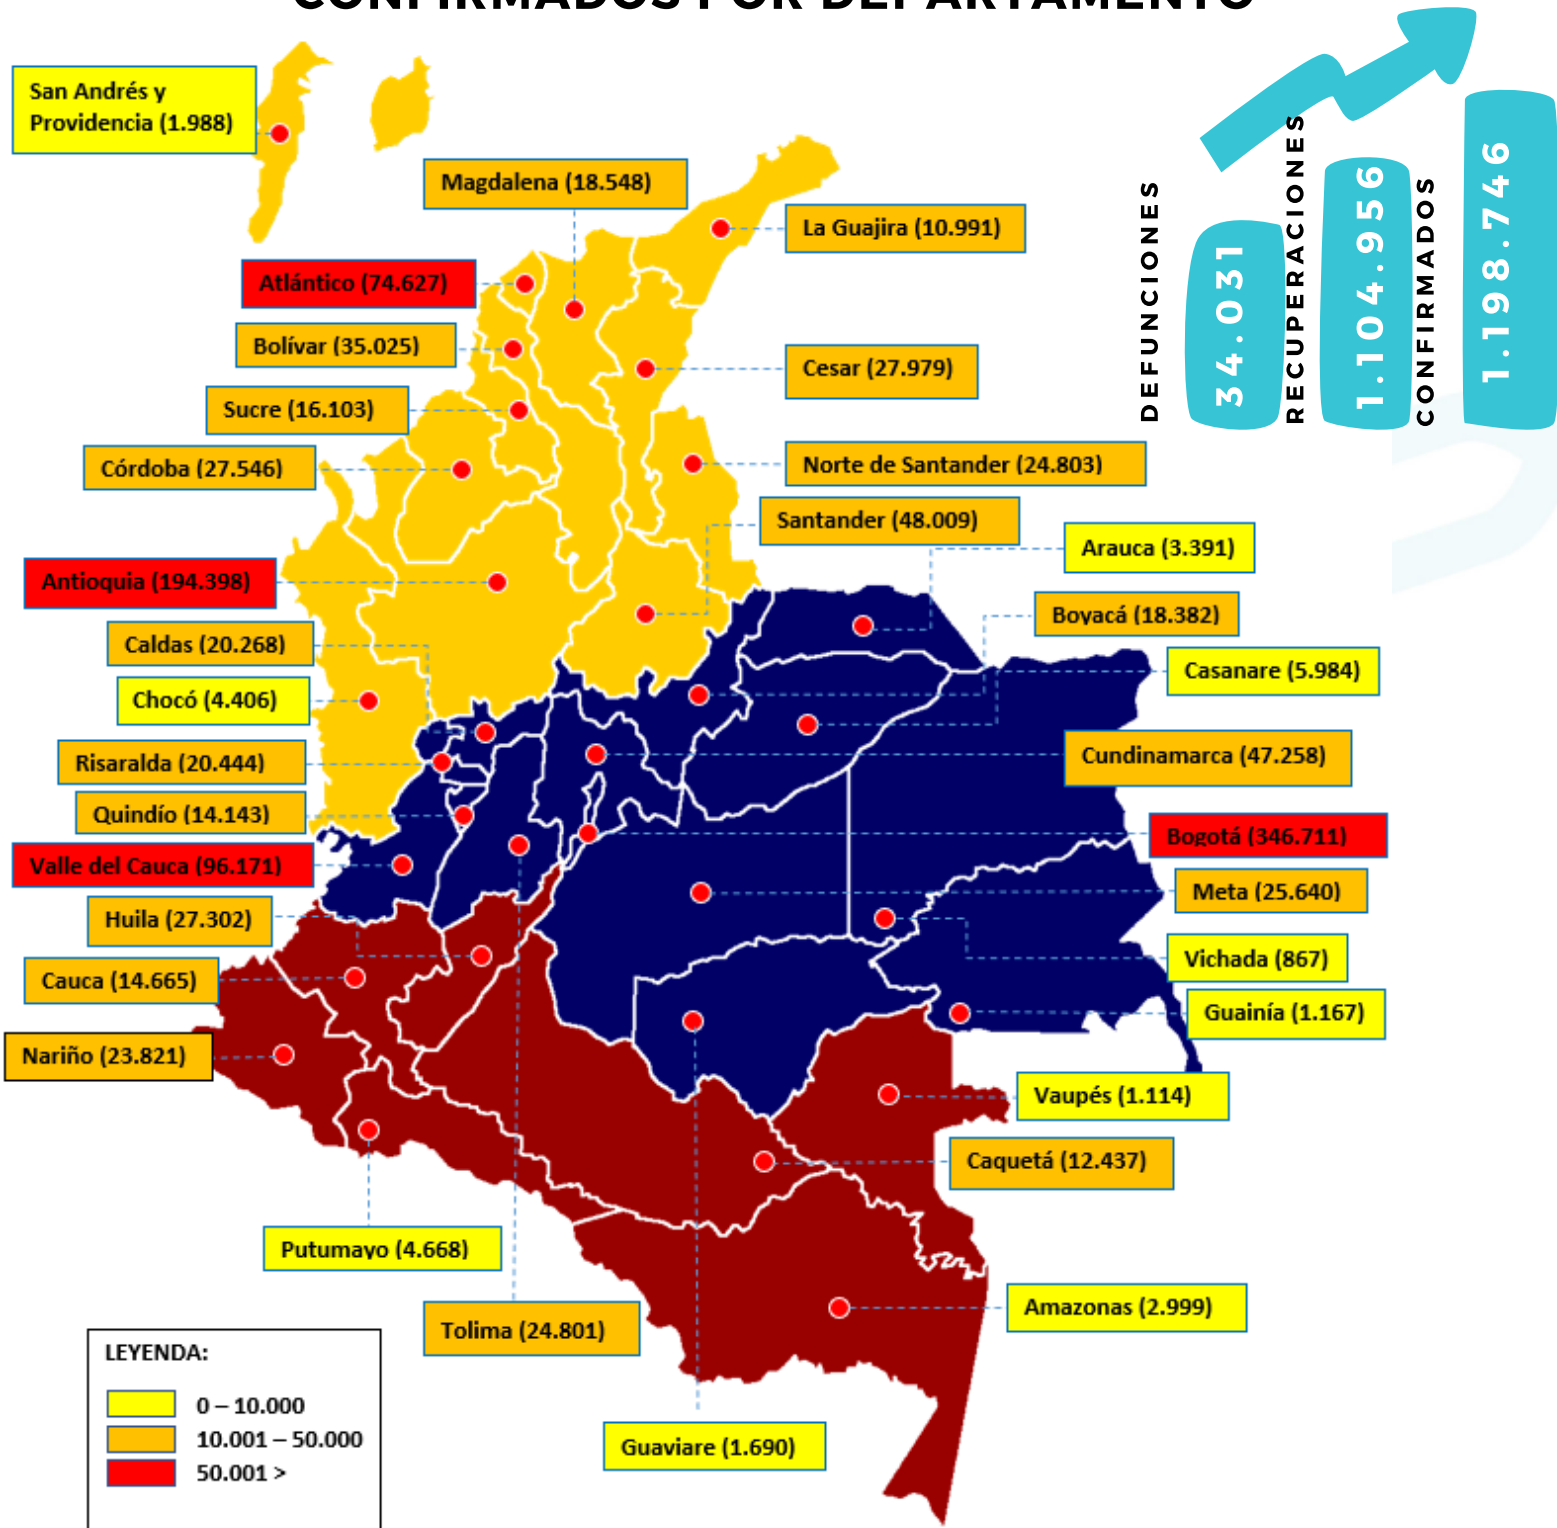 CONFIRMADOS POR DEPARTAMENTO
San Andrés y
Providencia (1.988)
Magdalena (18.548)
La Guajira (10.991)
Atlántico (74.627)
Bolívar (35.025)
Cesar (27.979)
Sucre (16.103)
Córdoba (27.546)
Norte de Santander (24.803)
Santander (48.009)
Arauca (3.391)
Antioquia (194.398)
Boyacá (18.382)
Caldas (20.268)
Casanare (5.984)
Chocó (4.406)
Cundinamarca (47.258)
Risaralda (20.444)
Quindío (14.143)
Bogotá (346.711)
Valle del Cauca (96.171)
Meta (25.640)
Huila (27.302)
Vichada (867)
Cauca (14.665)
Guainía (1.167)
Nariño (23.821)
Vaupés (1.114)
Caquetá (12.437)
Putumayo (4.668)
Amazonas (2.999)
Tolima (24.801)
Guaviare (1.690)
DEFUNCIONES
34.031
RECUPERACIONES
1.104.956
CONFIRMADOS
1.198.746
LEYENDA:
0 – 10.000
10.001 – 50.000
50.001 >